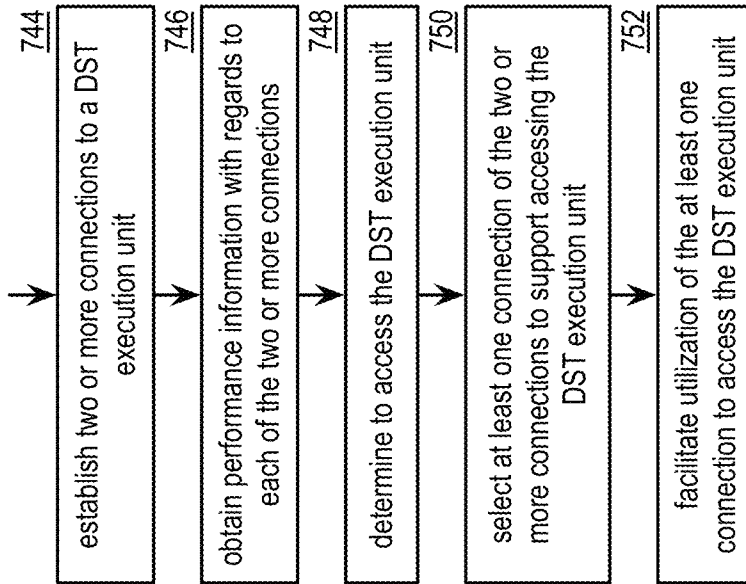 744
establish two or more connections to a DST
execution unit
746
obtain performance information with regards to
each of the two or more connections
748
determine to access the DST execution unit
750
select at least one connection of the two or
more connections to support accessing the
DST execution unit
752
facilitate utilization of the at least one
connection to access the DST execution unit